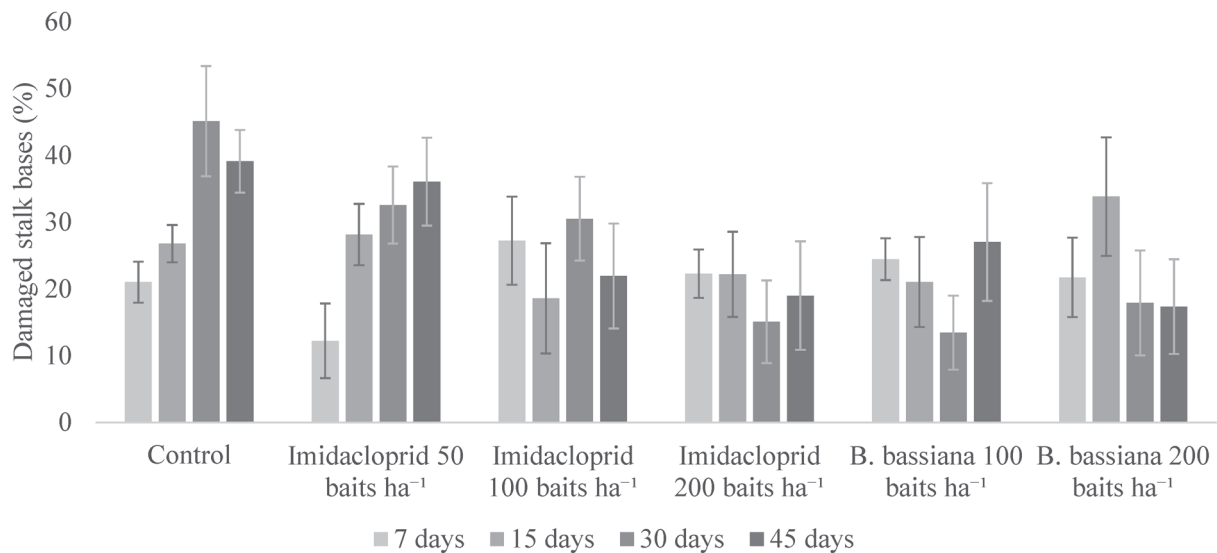 60
50
40
30
20
10
0
Damaged stalk bases (%)
Control
Imidacloprid 50
baits ha⁻¹
Imidacloprid
100 baits ha⁻¹
Imidacloprid
200 baits ha⁻¹
B. bassiana 100
baits ha⁻¹
B. bassiana 200
baits ha⁻¹
7 days
15 days
30 days
45 days